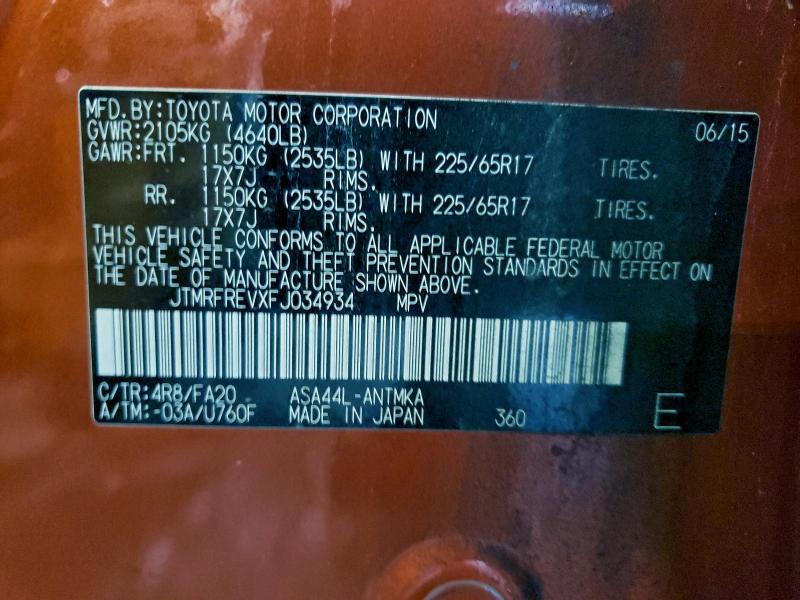 MFD.BY:TOYOTA MOTOR CORPORATION 06/15
GVWR:2105KG (4640LB)
GAWR:FRT. 1150KG (2535LB) WITH 225/65R17 TIRES.
17X7J RIMS.
RR. 1150KG (2535LB) WITH 225/65R17 TIRES.
17X7J RIMS.
THIS VEHICLE CONFORMS TO ALL APPLICABLE FEDERAL MOTOR
VEHICLE SAFETY AND THEFT PREVENTION STANDARDS IN EFFECT ON
THE DATE OF MANUFACTURE SHOWN ABOVE.
JTMRFREVXFJ034934 MPV
C/TR:4R8/FA20 ASA44L-ANTMKA
A/TM:-03A/U760F MADE IN JAPAN 360 E